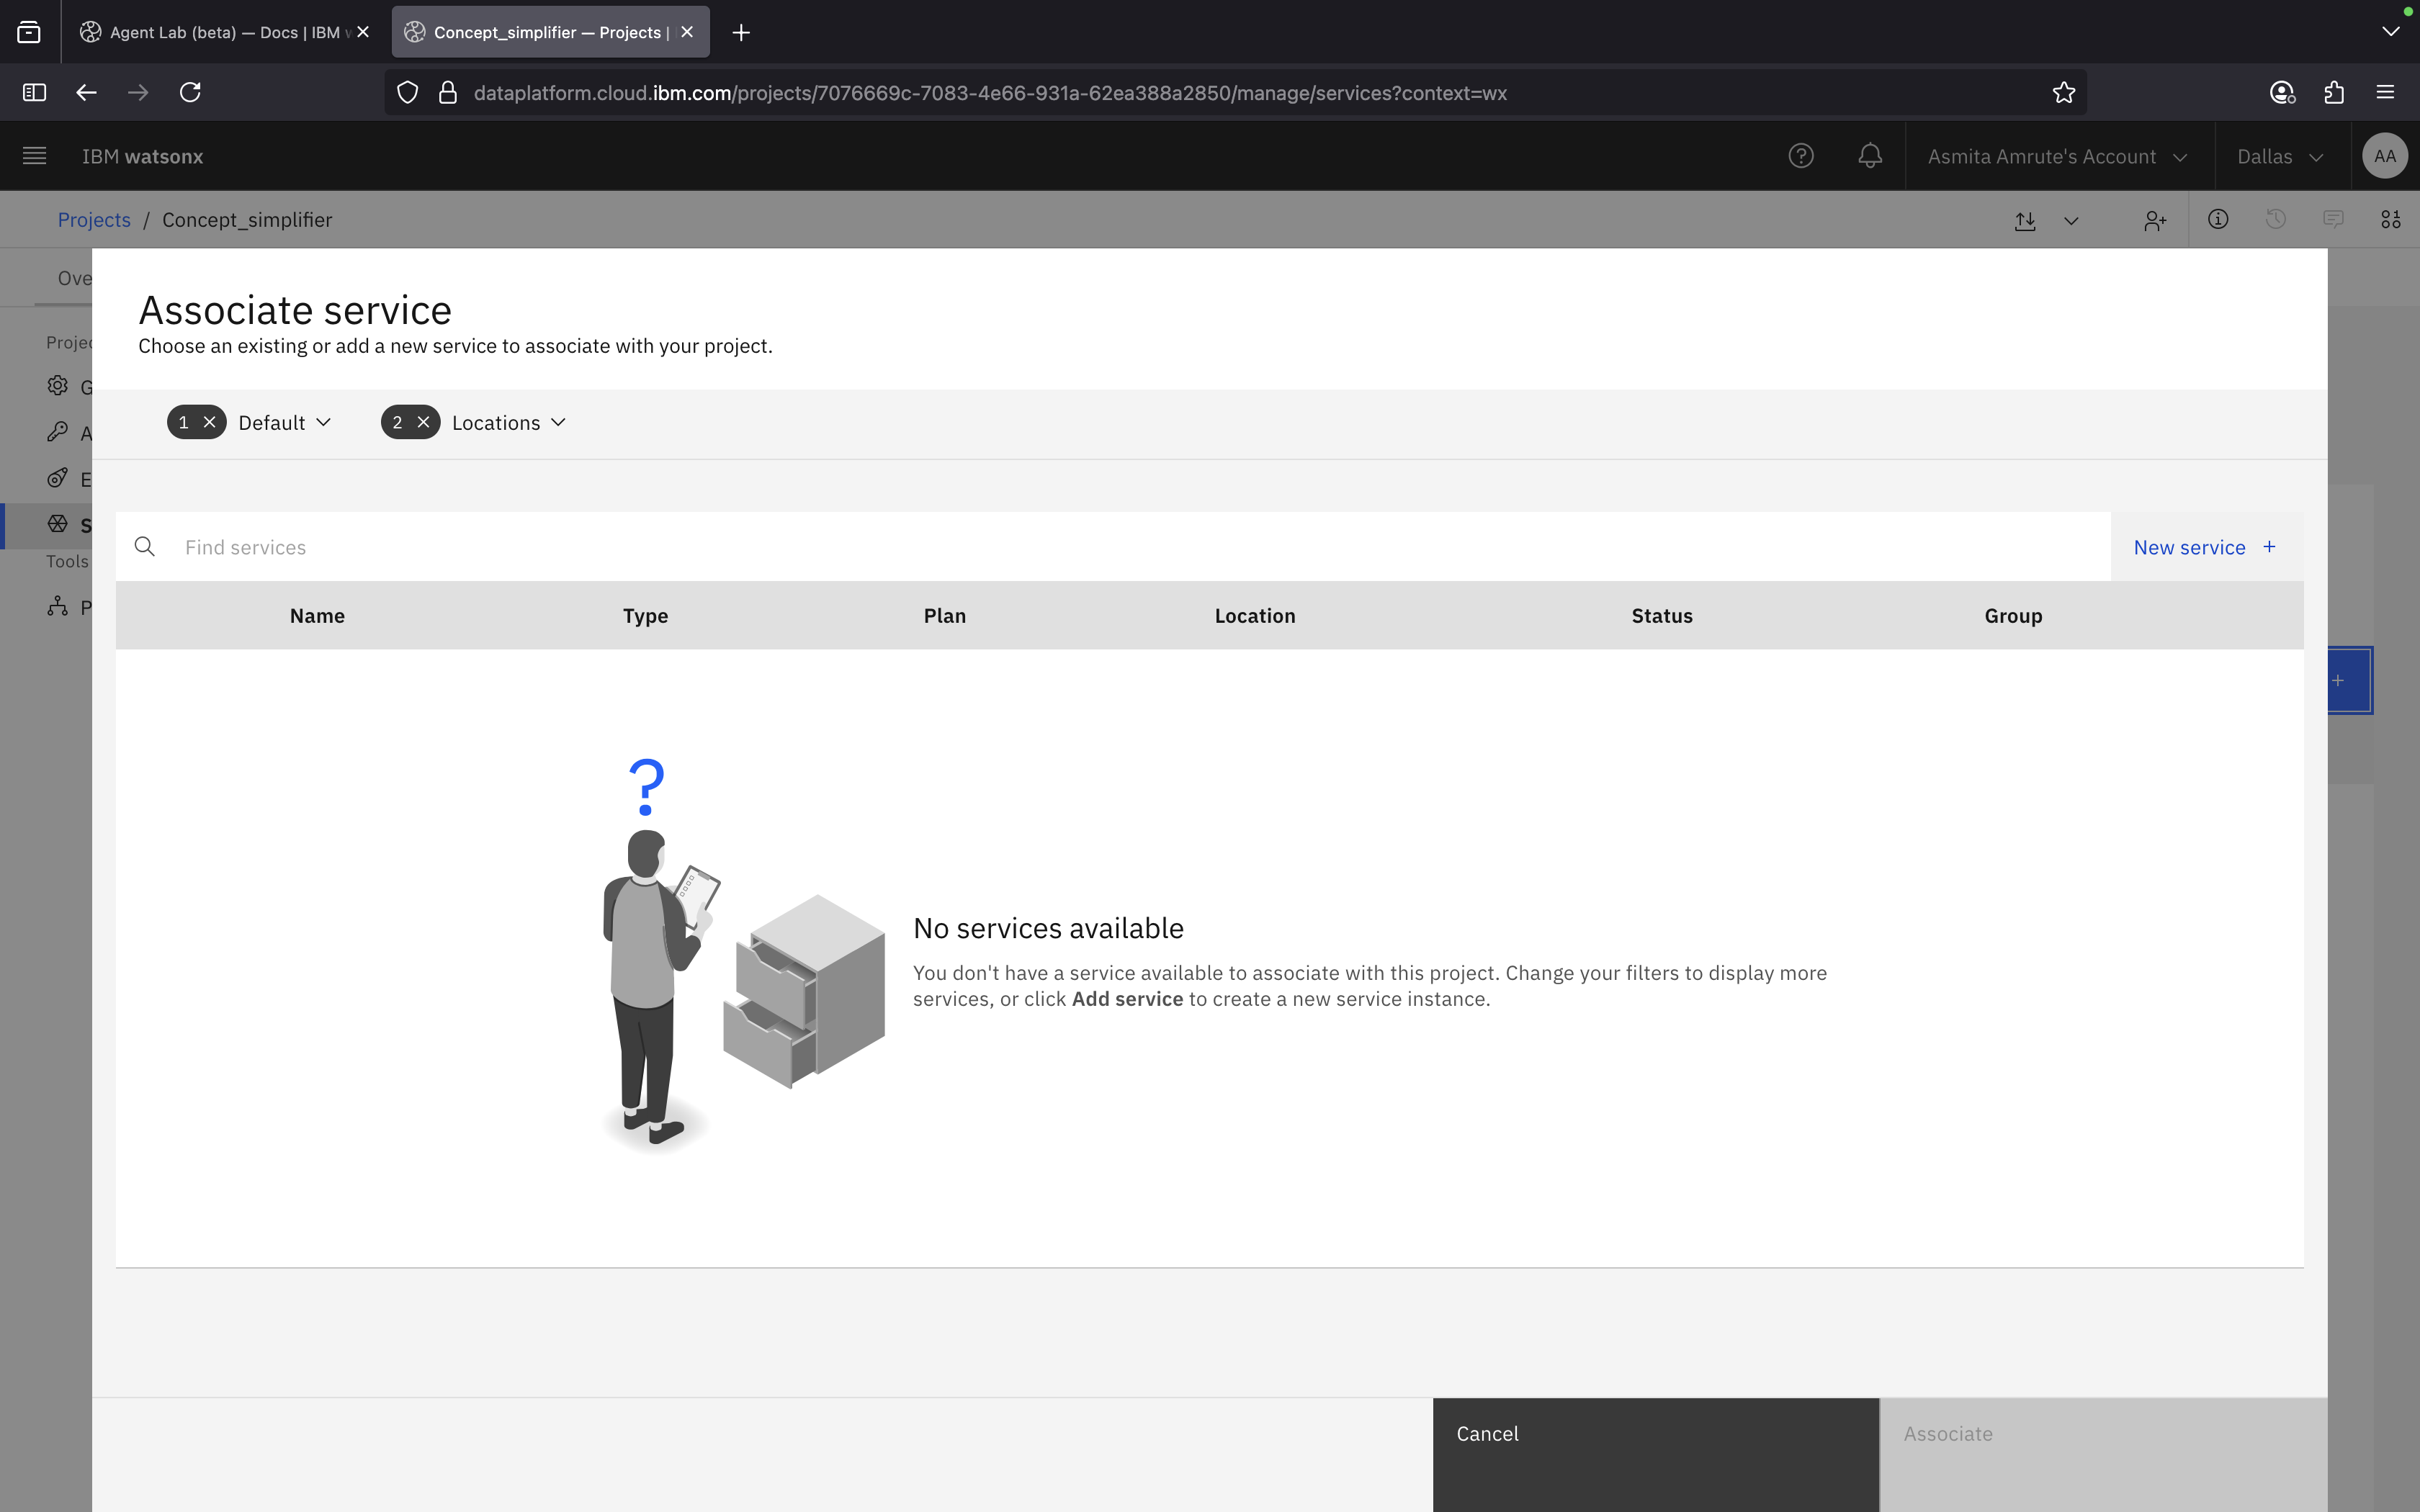 Agent Lab (beta) — Docs | IBM w
Concept_simplifier — Projects |
dataplatform.cloud.ibm.com/projects/7076669c-7083-4e66-931a-62ea388a2850/manage/services?context=wx
IBM watsonx
Asmita Amrute's Account
Dallas
AA
Projects / Concept_simplifier
Ove
Associate service
Choose an existing or add a new service to associate with your project.
Projec
G
A
E
S
Tools
P
1 Default
2 Locations
Find services
New service +
Name Type Plan Location Status Group
?
No services available
You don't have a service available to associate with this project. Change your filters to display more
services, or click Add service to create a new service instance.
Cancel
Associate